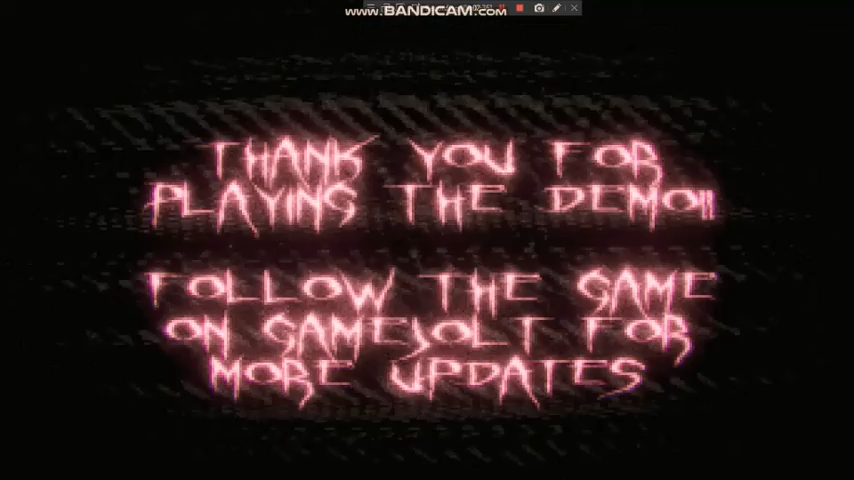 www.BANDICAM.com
THANK YOU FOR
PLAYING THE DEMO!!
FOLLOW THE GAME
ON GAMEJOLT FOR
MORE UPDATES